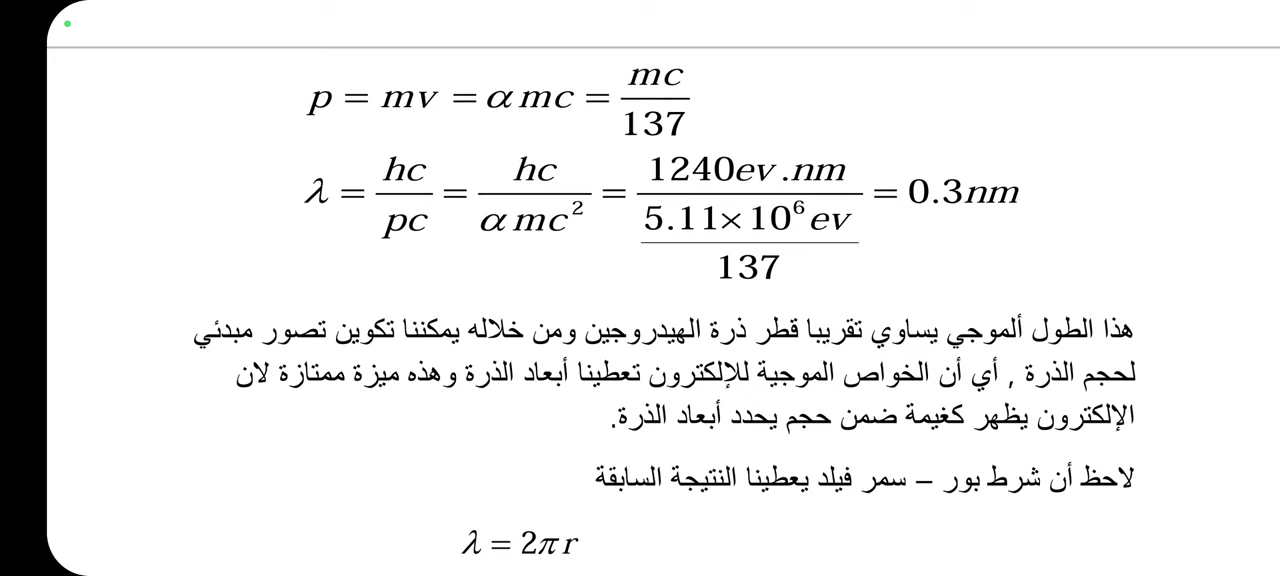 p = mv = α mc = mc/137
λ = hc/pc = hc/α mc² = 1240ev.nm/(5.11×10⁶ev/137) = 0.3nm
هذا الطول ألموجي يساوي تقريبا قطر ذرة الهيدروجين ومن خلاله يمكننا تكوين تصور مبدئي
لحجم الذرة , أي أن الخواص الموجية للإلكترون تعطينا أبعاد الذرة وهذه ميزة ممتازة لان
الإلكترون يظهر كغيمة ضمن حجم يحدد أبعاد الذرة.
لاحظ أن شرط بور – سمر فيلد يعطينا النتيجة السابقة
λ = 2π r